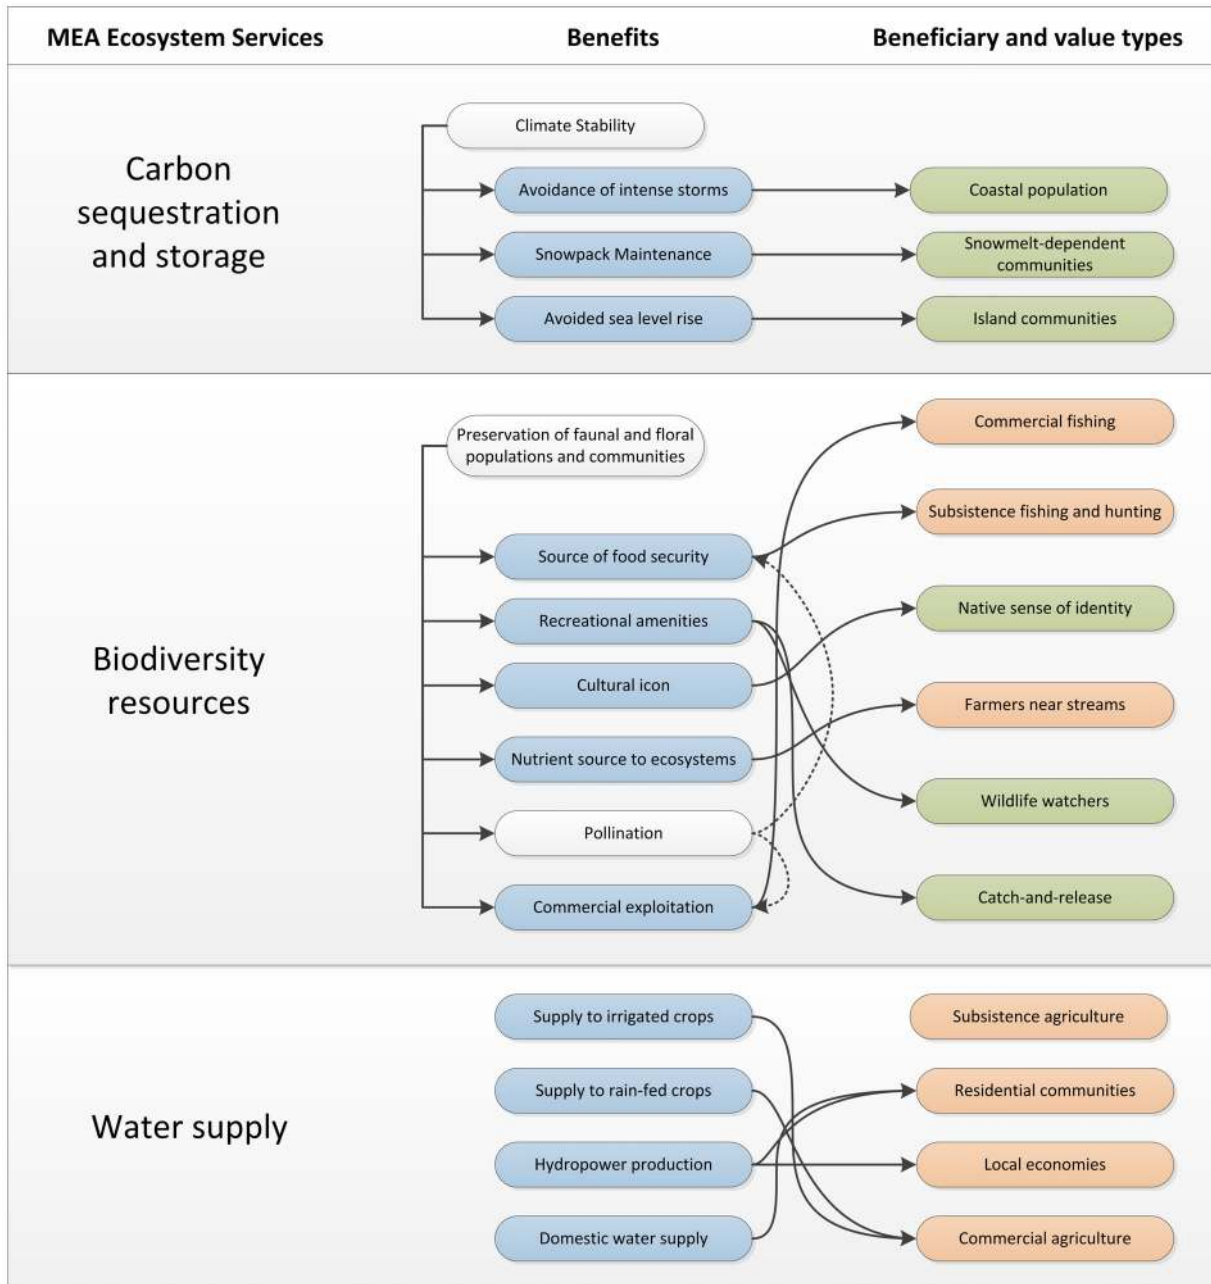 MEA Ecosystem Services
Benefits
Beneficiary and value types
Carbon
sequestration
and storage
Climate Stability
Avoidance of intense storms
Coastal population
Snowpack Maintenance
Snowmelt-dependent
communities
Avoided sea level rise
Island communities
Biodiversity
resources
Preservation of faunal and floral
populations and communities
Source of food security
Recreational amenities
Cultural icon
Nutrient source to ecosystems
Pollination
Commercial exploitation
Commercial fishing
Subsistence fishing and hunting
Native sense of identity
Farmers near streams
Wildlife watchers
Catch-and-release
Water supply
Supply to irrigated crops
Supply to rain-fed crops
Hydropower production
Domestic water supply
Subsistence agriculture
Residential communities
Local economies
Commercial agriculture